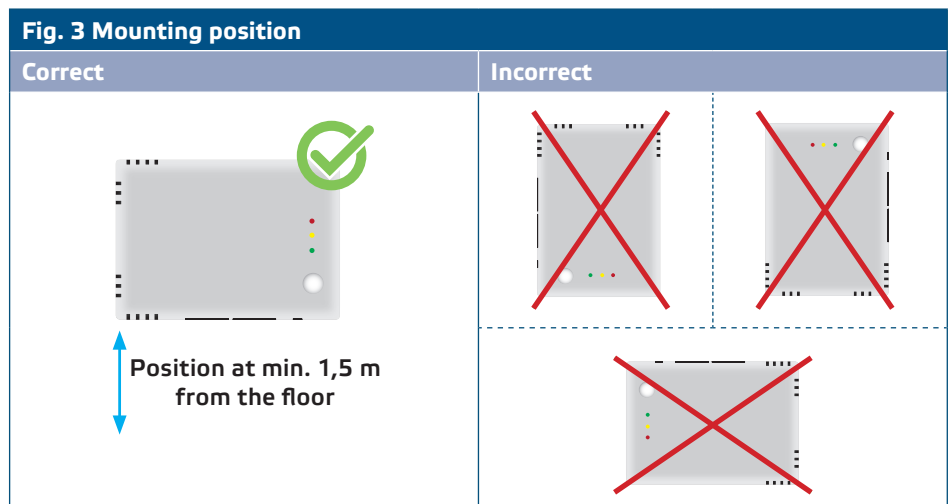 Fig. 3 Mounting position
Correct
Incorrect
Position at min. 1,5 m
from the floor